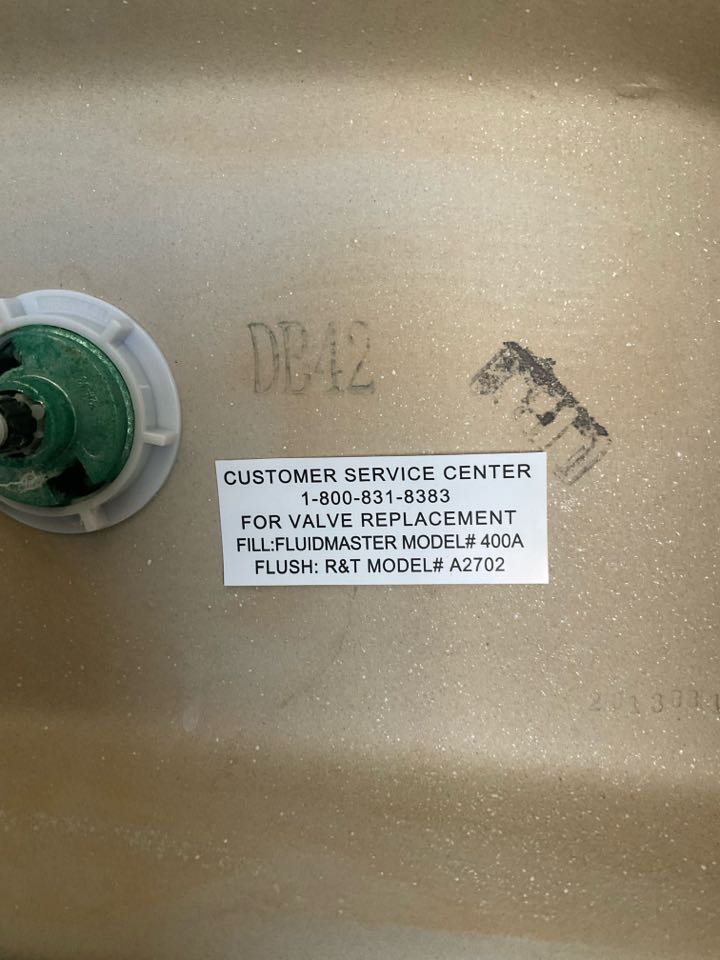 DB42
CUSTOMER SERVICE CENTER
1-800-831-8383
FOR VALVE REPLACEMENT
FILL:FLUIDMASTER MODEL# 400A
FLUSH: R&T MODEL# A2702